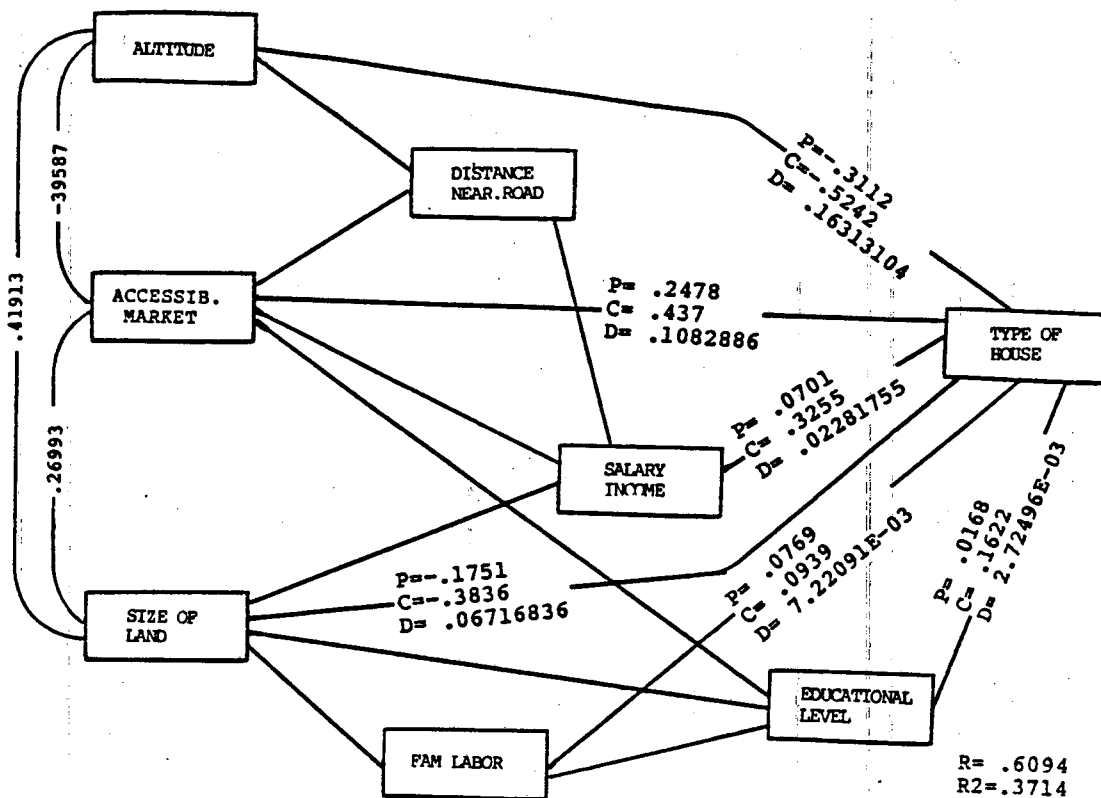 ALTITUDE
DISTANCE
NEAR.ROAD
ACCESSIB.
MARKET
TYPE OF
HOUSE
SALARY
INCOME
SIZE OF
LAND
EDUCATIONAL
LEVEL
FAM LABOR
-39587
.41913
.26993
P=-.3112
C=-.5242
D= .16313104
P= .2478
C= .437
D= .1082886
P= .0701
C= .3255
D= .02281755
P=-.1751
C=-.3836
D= .06716836
P= .0769
C= .0939
D= 7.22091E-03
P= .0168
C= .1622
D= 2.72496E-03
R= .6094
R2=.3714